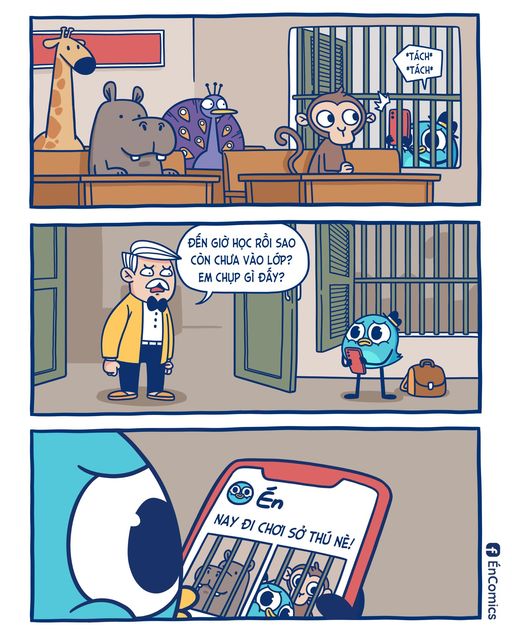 *TÁCH*
*TÁCH*
ĐẾN GIỜ HỌC RỒI SAO
CÒN CHƯA VÀO LỚP?
EM CHỤP GÌ ĐẤY?
Én
NAY ĐI CHƠI SỞ THÚ NÈ!
ÉnComics